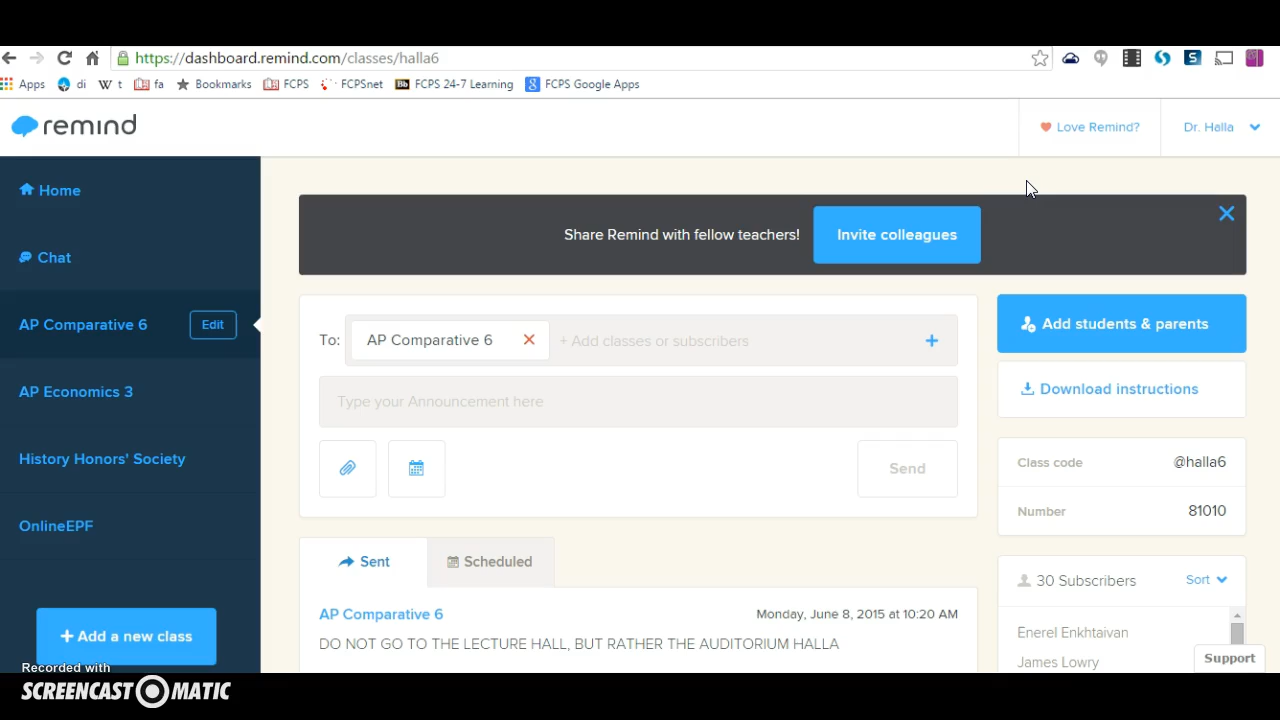 https://dashboard.remind.com/classes/halla6
Apps di W t fa Bookmarks FCPS FCPSnet Bb FCPS 24-7 Learning FCPS Google Apps
remind
Love Remind?
Dr. Halla
Home
Chat
AP Comparative 6
Edit
AP Economics 3
History Honors' Society
OnlineEPF
+ Add a new class
Share Remind with fellow teachers!
Invite colleagues
To:
AP Comparative 6
+ Add classes or subscribers
Type your Announcement here
Send
Sent
Scheduled
AP Comparative 6
Monday, June 8, 2015 at 10:20 AM
DO NOT GO TO THE LECTURE HALL, BUT RATHER THE AUDITORIUM HALLA
Add students & parents
Download instructions
Class code @halla6
Number 81010
30 Subscribers
Sort
Enerel Enkhtaivan
James Lowry
Support
Recorded with
SCREENCAST-O-MATIC